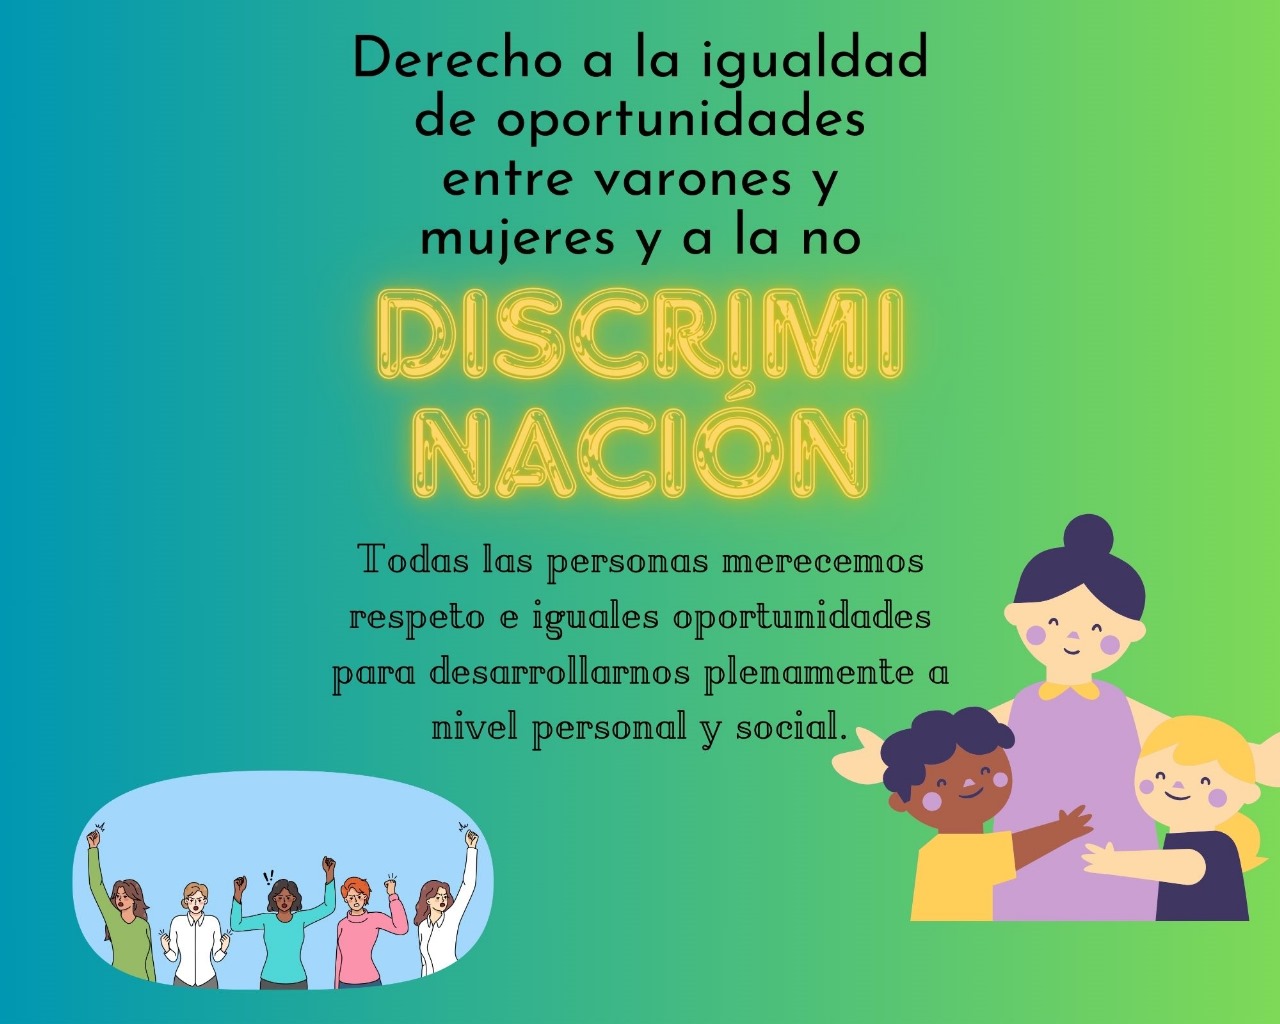 Derecho a la igualdad
de oportunidades
entre varones y
mujeres y a la no
DISCRIMI
NACIÓN
Todas las personas merecemos
respeto e iguales oportunidades
para desarrollarnos plenamente a
nivel personal y social.
!!